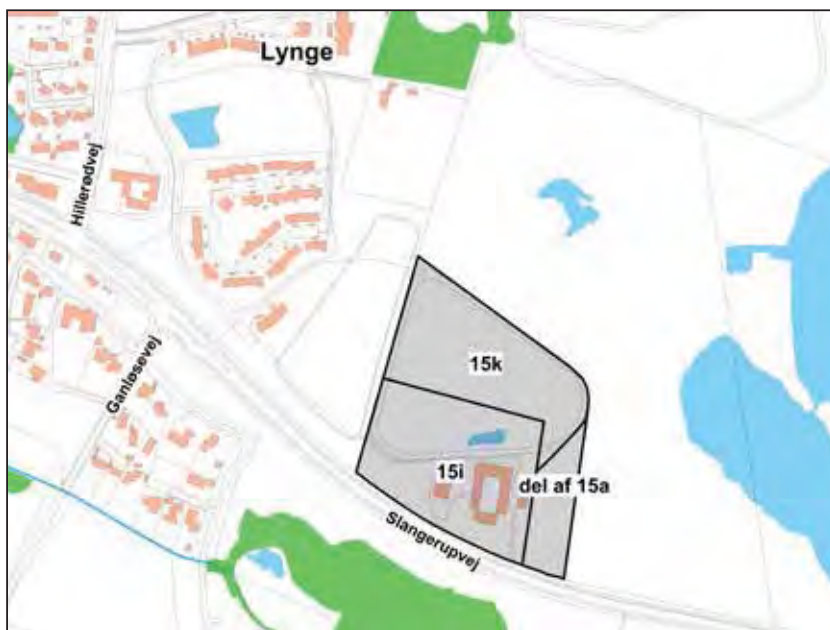 Lynge
Hillerødvej
Ganløsevej
15k
15i
del af 15a
Slangerupvej